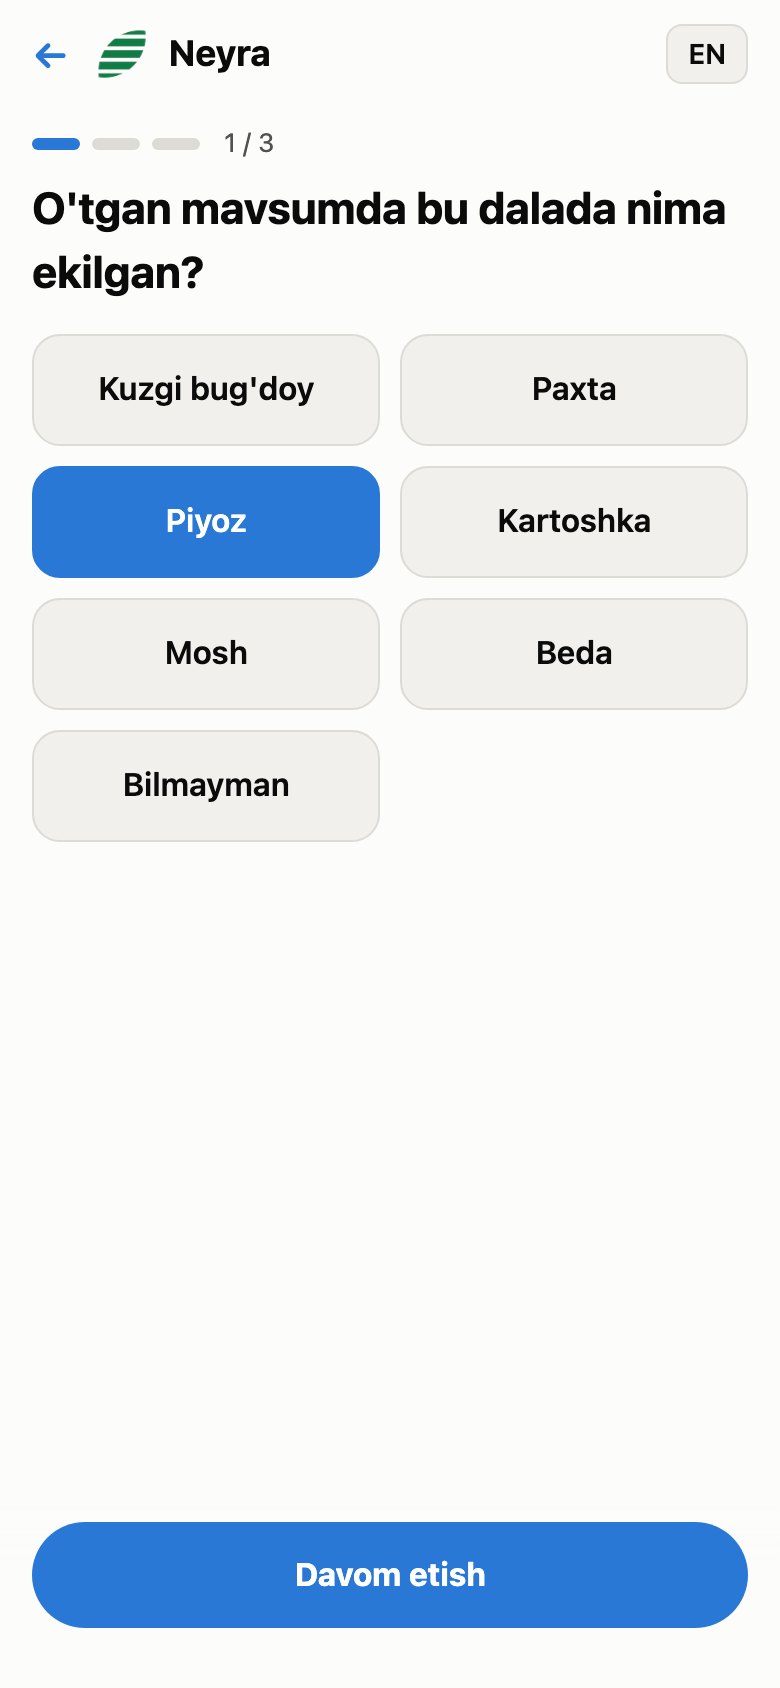 Neyra
EN
1 / 3
O'tgan mavsumda bu dalada nima
ekilgan?
Kuzgi bug'doy
Paxta
Piyoz
Kartoshka
Mosh
Beda
Bilmayman
Davom etish